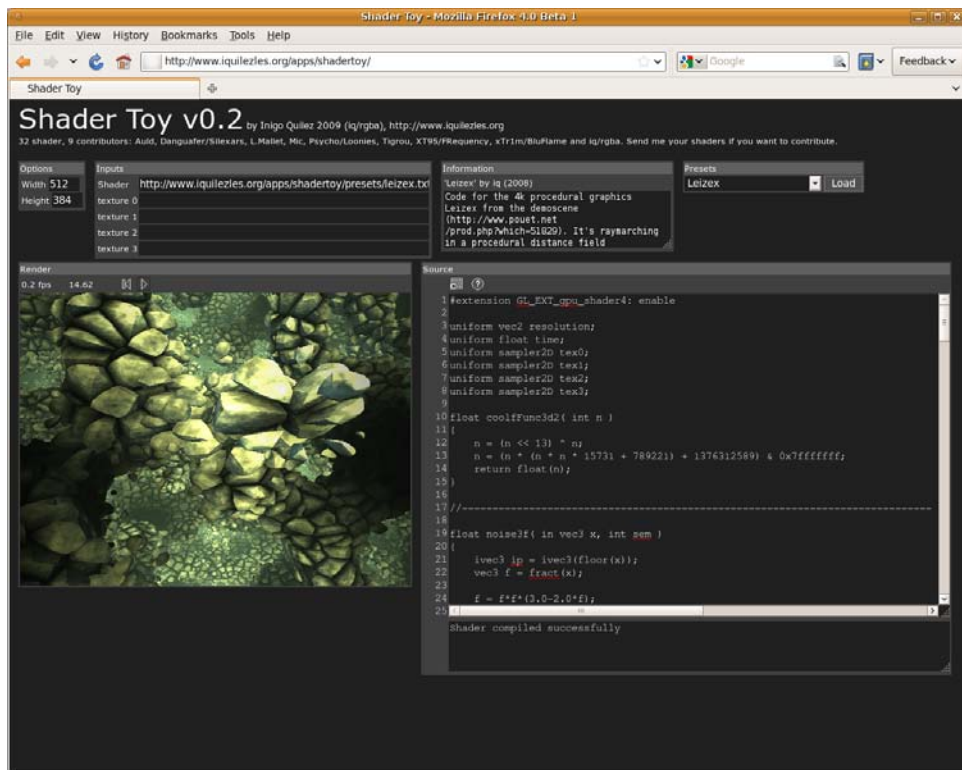 Shader Toy - Mozilla Firefox 4.0 Beta 1
File Edit View History Bookmarks Tools Help
http://www.iquilezles.org/apps/shadertoy/
Google
Feedback
Shader Toy
Shader Toy v0.2 by Inigo Quilez 2009 (iq/rgba), http://www.iquilezles.org
32 shader, 9 contributors: Auld, Danguafer/Silexars, L.Mallet, Mic, Psycho/Loonies, Tigrou, XT95/FRequency, xTr1m/BluFlame and iq/rgba. Send me your shaders if you want to contribute.
Options
Width 512
Height 384
Inputs
Shader http://www.iquilezles.org/apps/shadertoy/presets/leizex.txt
texture 0
texture 1
texture 2
texture 3
Information
'Leizex' by iq (2008)
Code for the 4k procedural graphics
Leizex from the demoscene
(http://www.pouet.net
/prod.php?which=51829). It's raymarching
in a procedural distance field
Presets
Leizex Load
Render
0.2 fps 14.62
Source
1 #extension GL_EXT_gpu_shader4: enable
2
3 uniform vec2 resolution;
4 uniform float time;
5 uniform sampler2D tex0;
6 uniform sampler2D tex1;
7 uniform sampler2D tex2;
8 uniform sampler2D tex3;
9
10 float coolfFunc3d2( int n )
11 {
12 n = (n << 13) ^ n;
13 n = (n * (n * n * 15731 + 789221) + 1376312589) & 0x7fffffff;
14 return float(n);
15 }
16
17 //------------------------------------------------------------------------------
18
19 float noise3f( in vec3 x, int sem )
20 {
21 ivec3 ip = ivec3(floor(x));
22 vec3 f = fract(x);
23
24 f = f*f*(3.0-2.0*f);
25
Shader compiled successfully